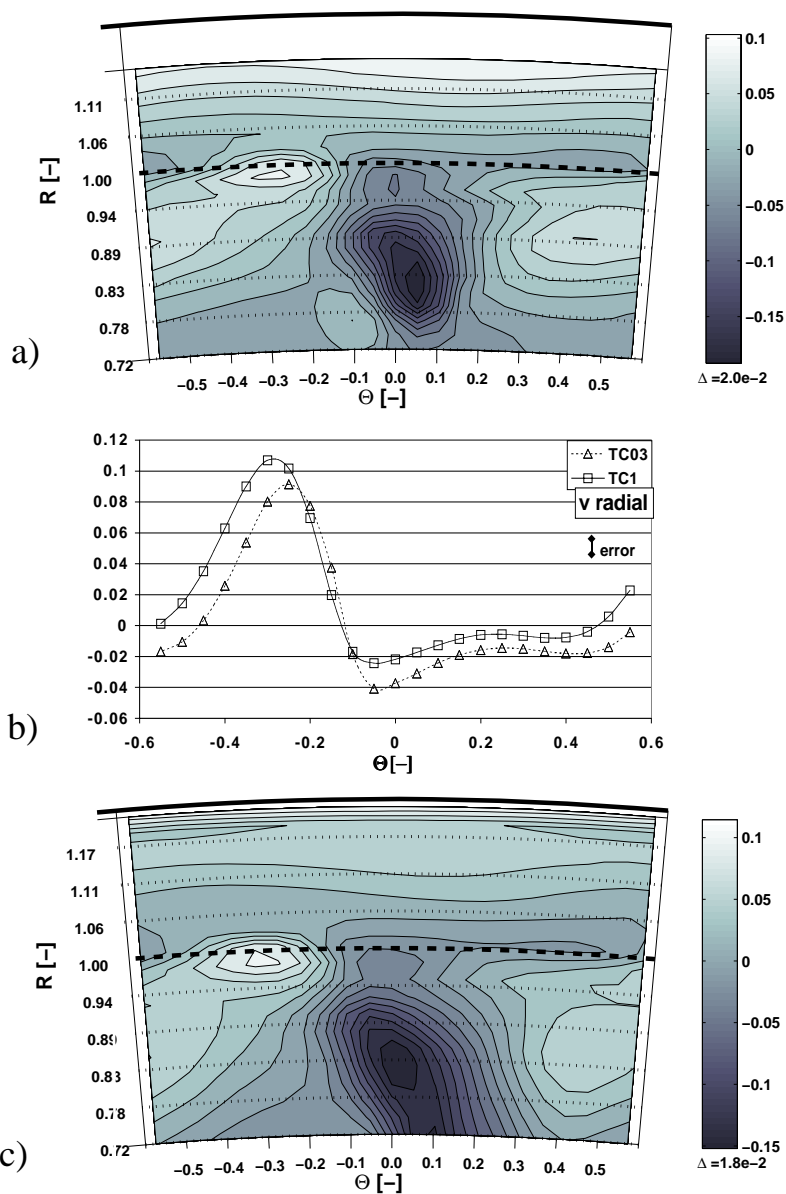 a)
R [–]
1.11
1.06
1.00
0.94
0.89
0.83
0.78
0.72
−0.5 −0.4 −0.3 −0.2 −0.1 0.0 0.1 0.2 0.3 0.4 0.5
Θ [–]
0.1
0.05
0
−0.05
−0.1
−0.15
Δ =2.0e−2
b)
0.12
0.1
0.08
0.06
0.04
0.02
0
-0.02
-0.04
-0.06
-0.6 -0.4 -0.2 0 0.2 0.4 0.6
Θ[–]
TC03
TC1
v radial
error
c)
R [–]
1.17
1.11
1.06
1.00
0.94
0.89
0.83
0.78
0.72
−0.5 −0.4 −0.3 −0.2 −0.1 0.0 0.1 0.2 0.3 0.4 0.5
Θ [–]
0.1
0.05
0
−0.05
−0.1
−0.15
Δ =1.8e−2